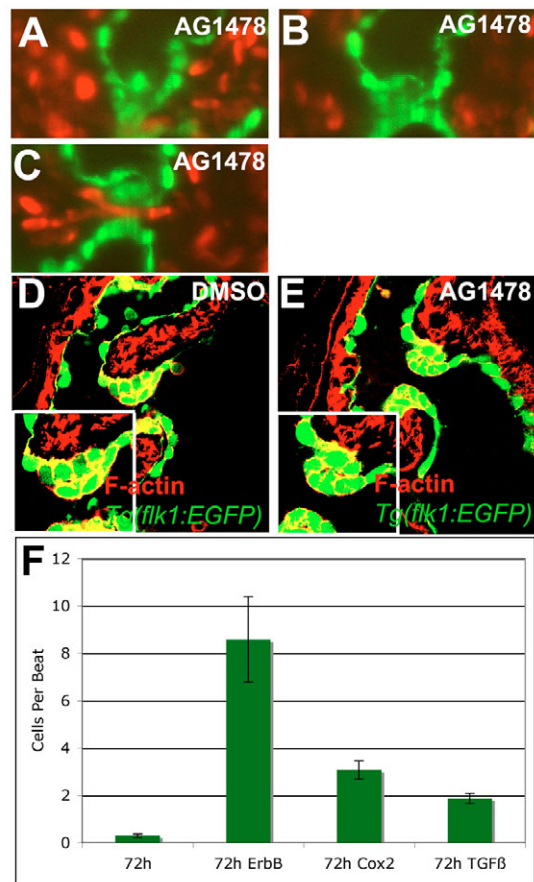 A AG1478
B AG1478
C AG1478
D DMSO
E AG1478
F-actin
Tg(flk1:EGFP)
F-actin
Tg(flk1:EGFP)
F
12
10
8
6
4
2
0
Cells Per Beat
72h 72h ErbB 72h Cox2 72h TGFß